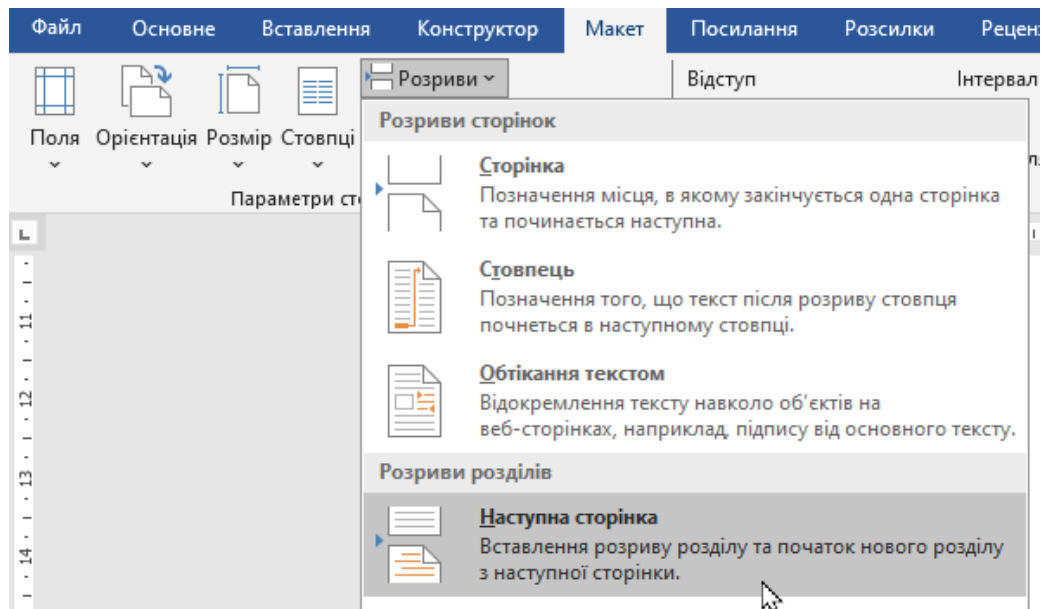 Файл Основне Вставлення Конструктор Макет Посилання Розсилки
Розриви Відступ Інтервал
Поля Орієнтація Розмір Стовпці
Параметри
Розриви сторінок
Сторінка
Позначення місця, в якому закінчується одна сторінка
та починається наступна.
Стовпець
Позначення того, що текст після розриву стовпця
почнеться в наступному стовпці.
Обтікання текстом
Відокремлення тексту навколо об’єктів на
веб-сторінках, наприклад, підпису від основного тексту.
Розриви розділів
Наступна сторінка
Вставлення розриву розділу та початок нового розділу
з наступної сторінки.
11
12
13
14